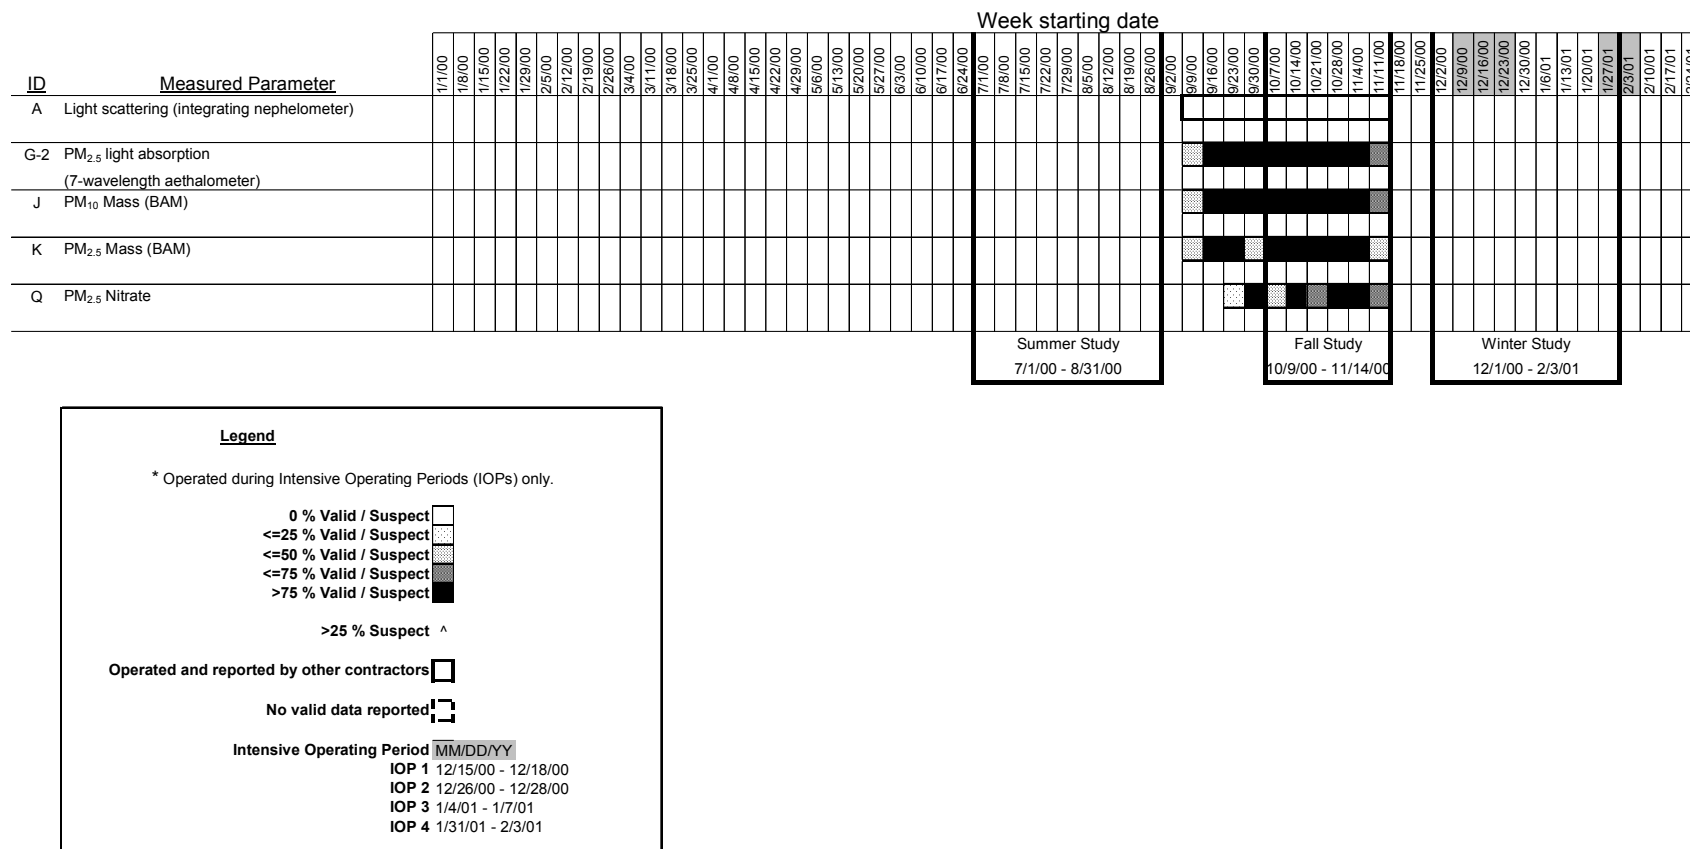 Week starting date
ID Measured Parameter 1/1/00 1/8/00 1/15/00 1/22/00 1/29/00 2/5/00 2/12/00 2/19/00 2/26/00 3/4/00 3/11/00 3/18/00 3/25/00 4/1/00 4/8/00 4/15/00 4/22/00 4/29/00 5/6/00 5/13/00 5/20/00 5/27/00 6/3/00 6/10/00 6/17/00 6/24/00 7/1/00 7/8/00 7/15/00 7/22/00 7/29/00 8/5/00 8/12/00 8/19/00 8/26/00 9/2/00 9/9/00 9/16/00 9/23/00 9/30/00 10/7/00 10/14/00 10/21/00 10/28/00 11/4/00 11/11/00 11/18/00 11/25/00 12/2/00 12/9/00 12/16/00 12/23/00 12/30/00 1/6/01 1/13/01 1/20/01 1/27/01 2/3/01 2/10/01 2/17/01
A Light scattering (integrating nephelometer)
G-2 PM2.5 light absorption
(7-wavelength aethalometer)
J PM10 Mass (BAM)
K PM2.5 Mass (BAM)
Q PM2.5 Nitrate
Summer Study Fall Study Winter Study
7/1/00 - 8/31/00 10/9/00 - 11/14/00 12/1/00 - 2/3/01
Legend
* Operated during Intensive Operating Periods (IOPs) only.
0 % Valid / Suspect
<=25 % Valid / Suspect
<=50 % Valid / Suspect
<=75 % Valid / Suspect
>75 % Valid / Suspect
>25 % Suspect ^
Operated and reported by other contractors
No valid data reported
Intensive Operating Period MM/DD/YY
IOP 1 12/15/00 - 12/18/00
IOP 2 12/26/00 - 12/28/00
IOP 3 1/4/01 - 1/7/01
IOP 4 1/31/01 - 2/3/01